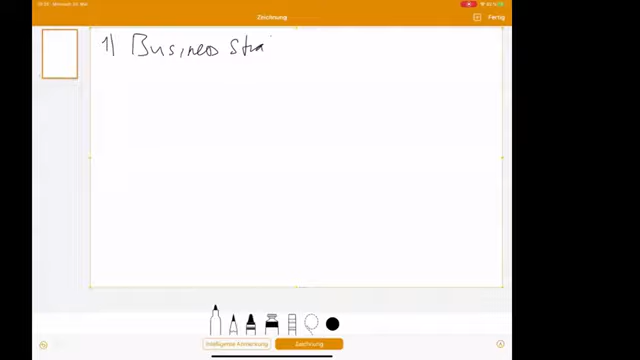 Zeichnung
Fertig
1) Business Stra
Intelligente Anmerkung
Zeichnung